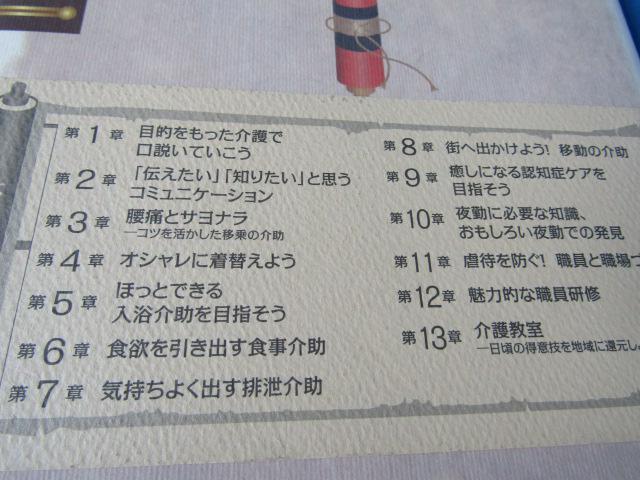 第1章 目的をもった介護で
口説いていこう
第2章 「伝えたい」「知りたい」と思う
コミュニケーション
第3章 腰痛とサヨナラ
―コツを活かした移乗の介助
第4章 オシャレに着替えよう
第5章 ほっとできる
入浴介助を目指そう
第6章 食欲を引き出す食事介助
第7章 気持ちよく出す排泄介助
第8章 街へ出かけよう! 移動の介助
第9章 癒しになる認知症ケアを
目指そう
第10章 夜勤に必要な知識、
おもしろい夜勤での発見
第11章 虐待を防ぐ! 職員と職場づ
第12章 魅力的な職員研修
第13章 介護教室
―日頃の得意技を地域に還元し